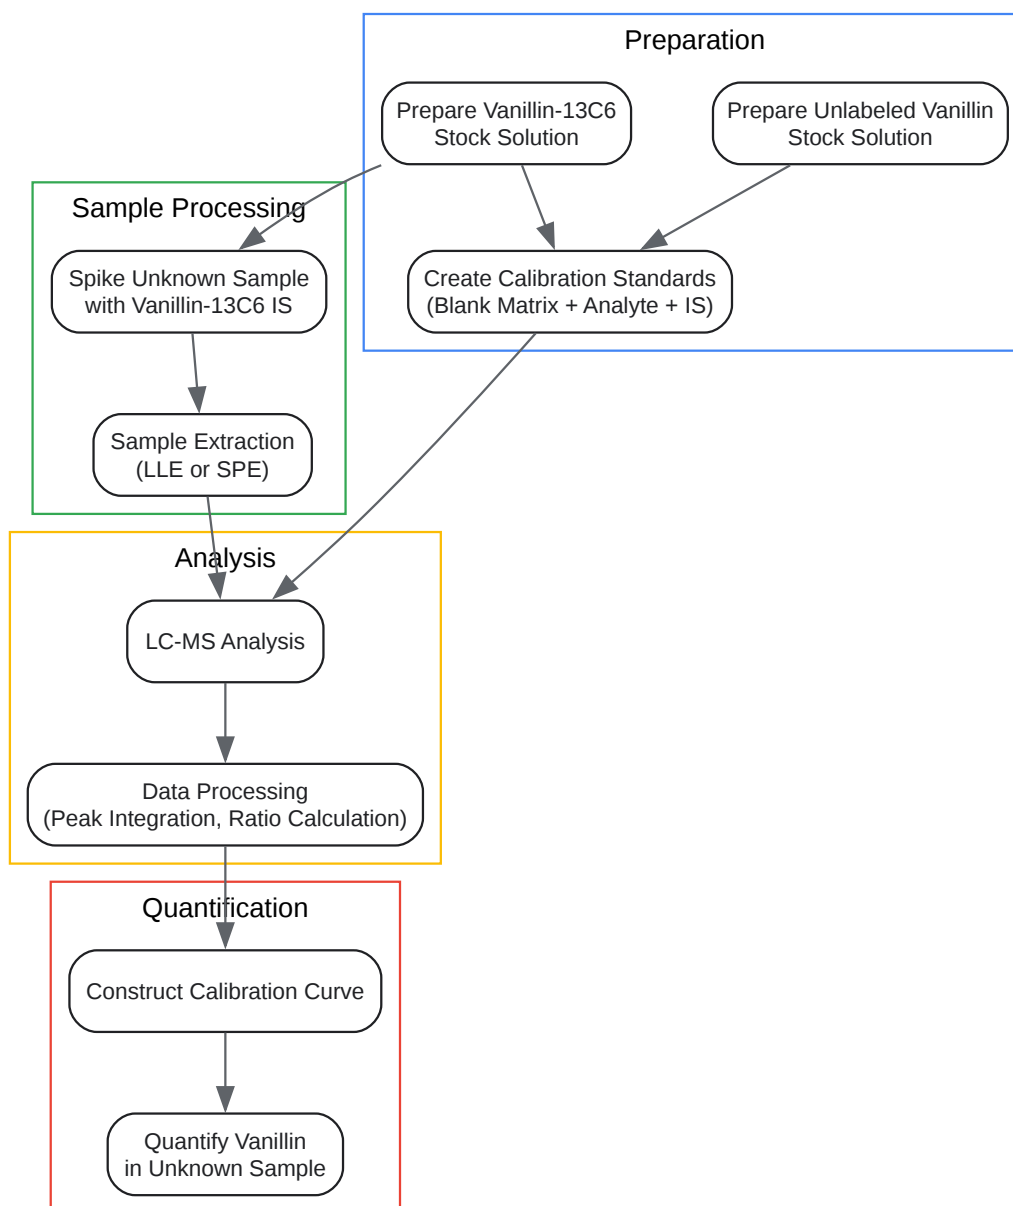 Preparation
Prepare Vanillin-13C6
Stock Solution
Prepare Unlabeled Vanillin
Stock Solution
Sample Processing
Spike Unknown Sample
with Vanillin-13C6 IS
Create Calibration Standards
(Blank Matrix + Analyte + IS)
Sample Extraction
(LLE or SPE)
Analysis
LC-MS Analysis
Data Processing
(Peak Integration, Ratio Calculation)
Quantification
Construct Calibration Curve
Quantify Vanillin
in Unknown Sample